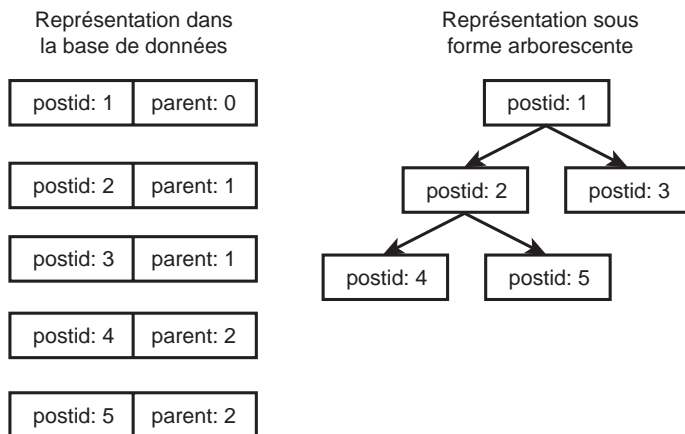 Représentation dans
la base de données
postid: 1 parent: 0
postid: 2 parent: 1
postid: 3 parent: 1
postid: 4 parent: 2
postid: 5 parent: 2
Représentation sous
forme arborescente
postid: 1
postid: 2 postid: 3
postid: 4 postid: 5